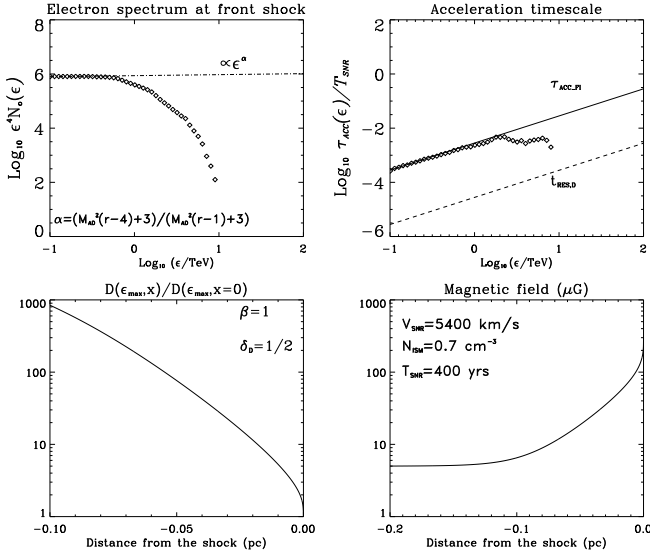 Electron spectrum at front shock
8
6
4
2
0
Log₁₀ ϵ⁴N₀(ϵ)
∝ϵ^α
α=(M_AD²(r-4)+3)/(M_AD²(r-1)+3)
-1 0 1 2
Log₁₀ (ϵ/TeV)
Acceleration timescale
2
0
-2
-4
-6
Log₁₀ τ_ACC(ϵ)/T_SNR
τ_ACC_FI
t_RES,D
-1 0 1 2
Log₁₀ (ϵ/TeV)
D(ϵmax,x)/D(ϵmax,x=0)
1000
100
10
1
β=1
δ_D=1/2
-0.10 -0.05 0.00
Distance from the shock (pc)
Magnetic field (μG)
1000
100
10
1
V_SNR=5400 km/s
N_ISM=0.7 cm⁻³
T_SNR=400 yrs
-0.2 -0.1 0.0
Distance from the shock (pc)